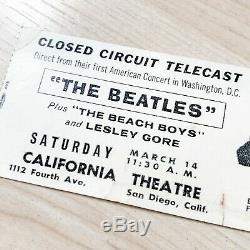 CLOSED CIRCUIT TELECAST
Direct from their first American Concert in Washington, D.C.
"THE BEATLES"
Plus "THE BEACH BOYS"
and LESLEY GORE
SATURDAY MARCH 14
11:30 A.M.
CALIFORNIA THEATRE
1112 Fourth Ave. San Diego, Calif.